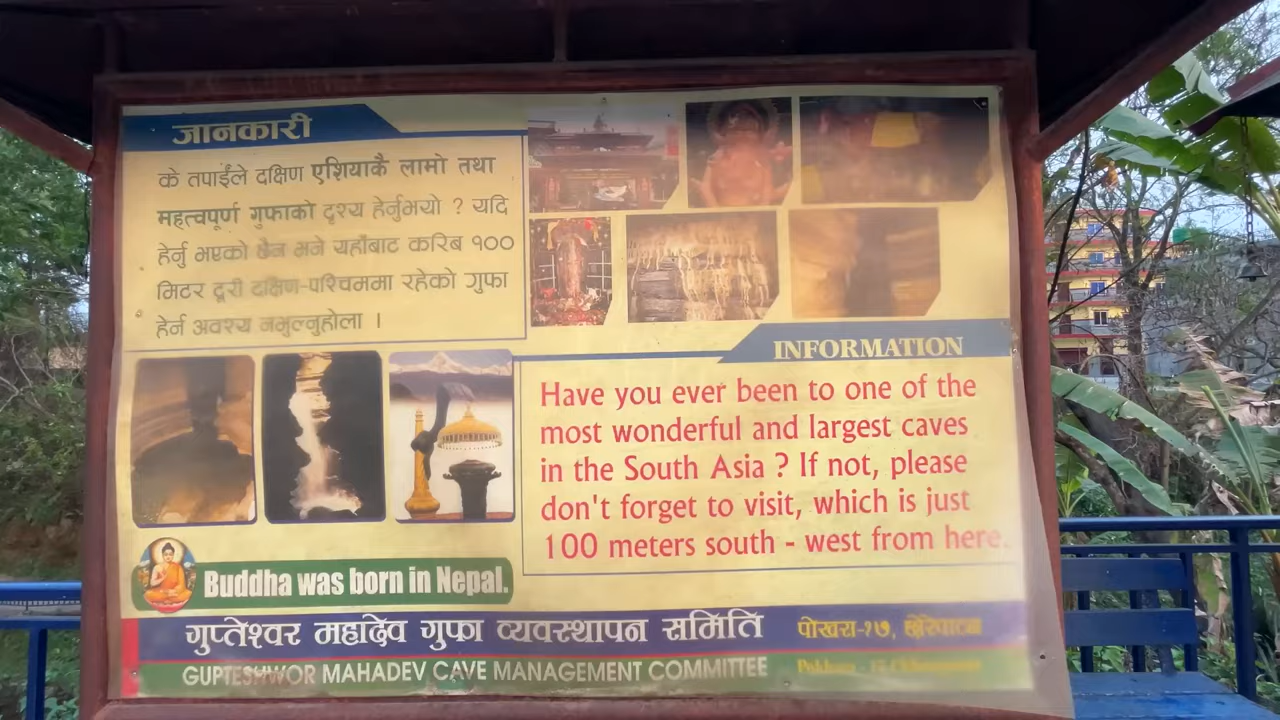 जानकारी
के तपाईंले दक्षिण एशियाकै लामो तथा
महत्वपूर्ण गुफाको दृश्य हेर्नुभयो ? यदि
हेर्नु भएको छैन भने यहाँबाट करिब १००
मिटर दूरी दक्षिण-पश्चिममा रहेको गुफा
हेर्न अवश्य नभुल्नुहोला ।
INFORMATION
Have you ever been to one of the
most wonderful and largest caves
in the South Asia ? If not, please
don't forget to visit, which is just
100 meters south - west from here.
Buddha was born in Nepal.
गुप्तेश्वर महादेव गुफा व्यवस्थापन समिति
पोखरा-१७,
GUPTESHWOR MAHADEV CAVE MANAGEMENT COMMITTEE